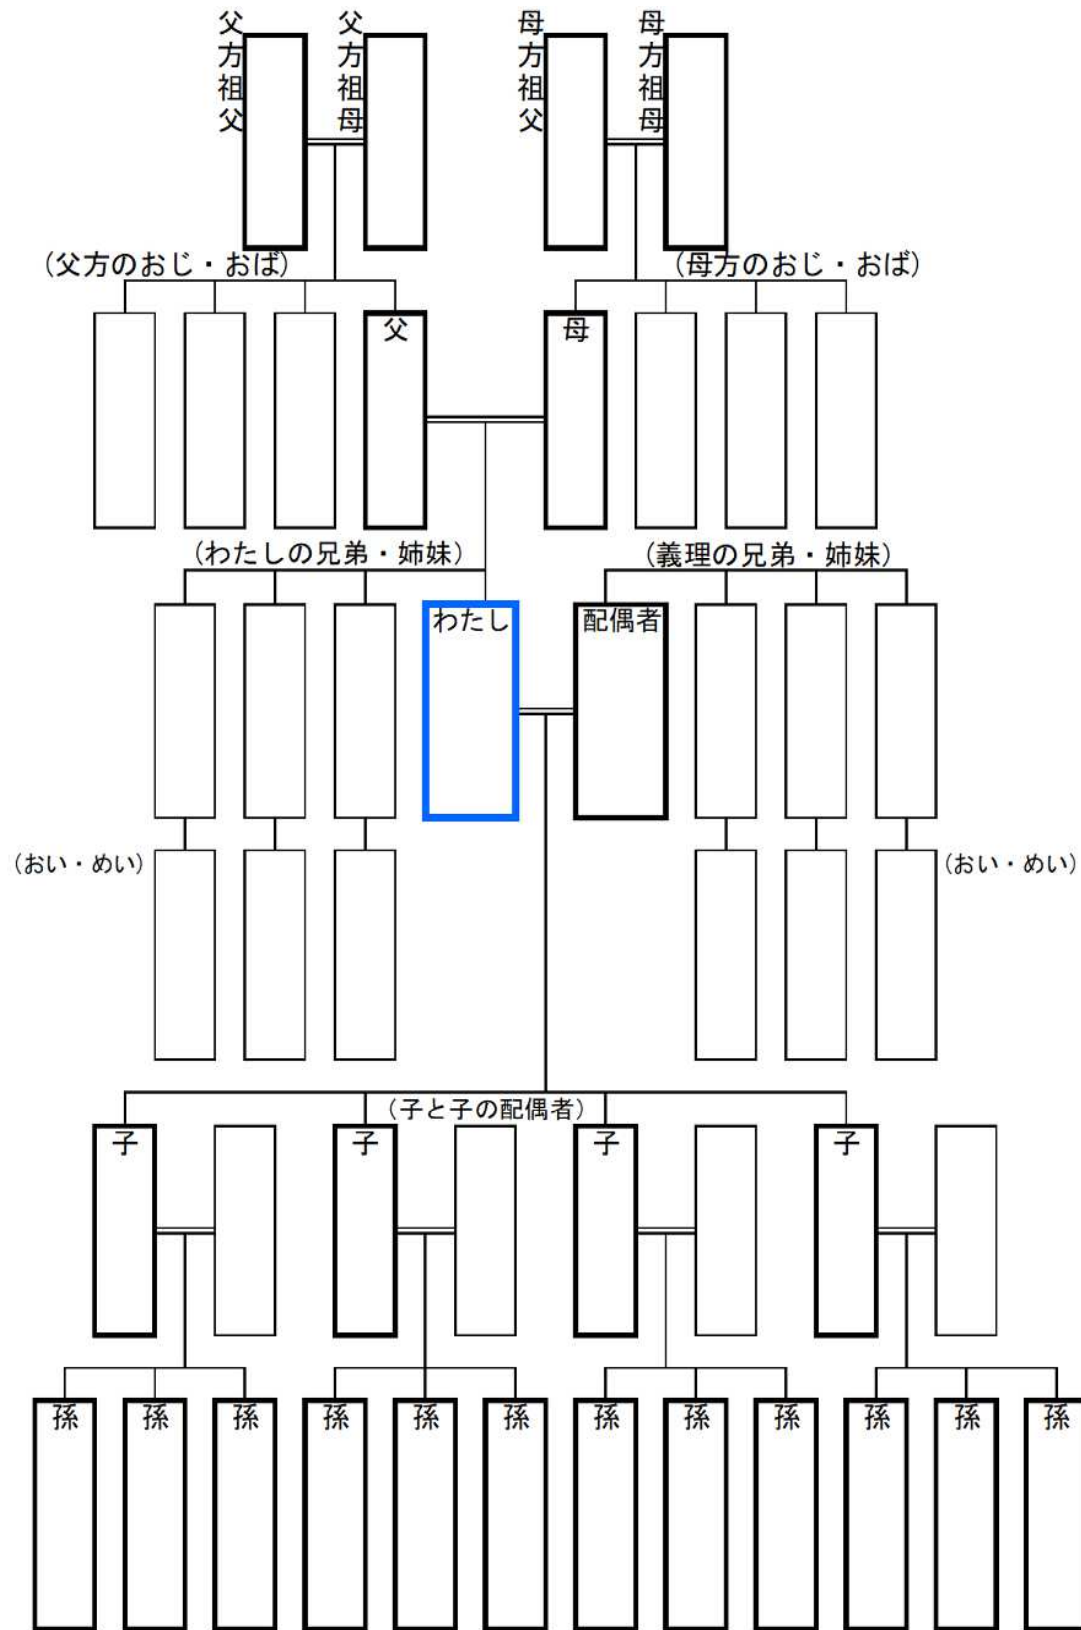 父方祖父
父方祖母
母方祖父
母方祖母
（父方のおじ・おば）
（母方のおじ・おば）
父
母
（わたしの兄弟・姉妹）
（義理の兄弟・姉妹）
わたし
配偶者
（おい・めい）
（おい・めい）
（子と子の配偶者）
子
子
子
子
孫
孫
孫
孫
孫
孫
孫
孫
孫
孫
孫
孫